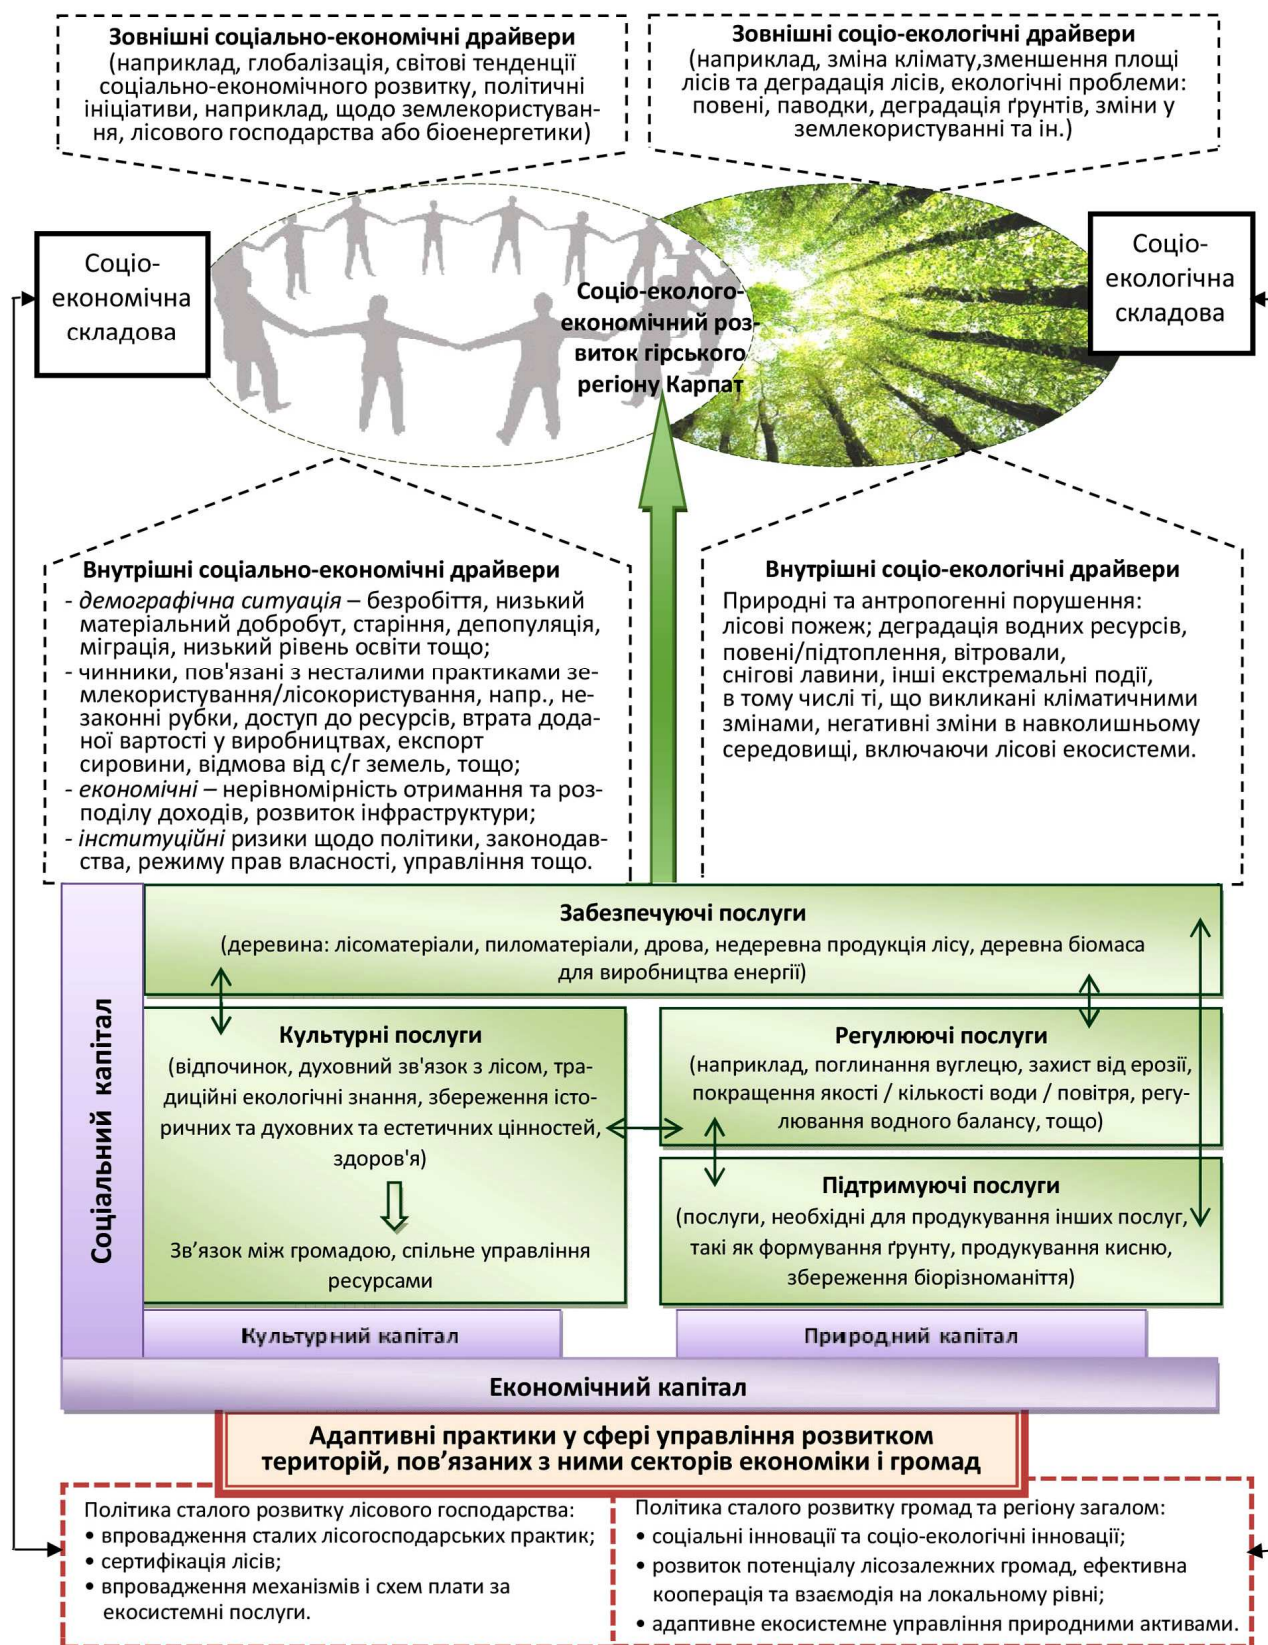 Зовнішні соціально-економічні драйвери
(наприклад, глобалізація, світові тенденції
соціально-економічного розвитку, політичні
ініціативи, наприклад, щодо землекористуван-
ня, лісового господарства або біоенергетики)
Зовнішні соціо-екологічні драйвери
(наприклад, зміна клімату,зменшення площі
лісів та деградація лісів, екологічні проблеми:
повені, паводки, деградація ґрунтів, зміни у
землекористуванні та ін.)
Соціо-
економічна
складова
Соціо-еколого-
економічний роз-
виток гірського
регіону Карпат
Соціо-
екологічна
складова
Внутрішні соціально-економічні драйвери
- демографічна ситуація – безробіття, низький
матеріальний добробут, старіння, депопуляція,
міграція, низький рівень освіти тощо;
- чинники, пов'язані з несталими практиками зе-
млекористування/лісокористування, напр., не-
законні рубки, доступ до ресурсів, втрата дода-
ної вартості у виробництвах, експорт
сировини, відмова від с/г земель, тощо;
- економічні – нерівномірність отримання та роз-
поділу доходів, розвиток інфраструктури;
- інституційні ризики щодо політики, законодав-
ства, режиму прав власності, управління тощо.
Внутрішні соціо-екологічні драйвери
Природні та антропогенні порушення:
лісові пожеж; деградація водних ресурсів,
повені/підтоплення, вітровали,
снігові лавини, інші екстремальні події,
в тому числі ті, що викликані кліматичними
змінами, негативні зміни в навколишньому
середовищі, включаючи лісові екосистеми.
Соціальний капітал
Забезпечуючі послуги
(деревина: лісоматеріали, пиломатеріали, дрова, недеревна продукція лісу, деревна біомаса
для виробництва енергії)
Культурні послуги
(відпочинок, духовний зв'язок з лісом, тра-
диційні екологічні знання, збереження істо-
ричних та духовних та естетичних цінностей,
здоров'я)
Зв’язок між громадою, спільне управління
ресурсами
Регулюючі послуги
(наприклад, поглинання вуглецю, захист від ерозії,
покращення якості / кількості води / повітря, регу-
лювання водного балансу, тощо)
Підтримуючі послуги
(послуги, необхідні для продукування інших послуг,
такі як формування ґрунту, продукування кисню,
збереження біорізноманіття)
Культурний капітал
Природний капітал
Економічний капітал
Адаптивні практики у сфері управління розвитком
територій, пов’язаних з ними секторів економіки і громад
Політика сталого розвитку лісового господарства:
• впровадження сталих лісогосподарських практик;
• сертифікація лісів;
• впровадження механізмів і схем плати за
екосистемні послуги.
Політика сталого розвитку громад та регіону загалом:
• соціальні інновації та соціо-екологічні інновації;
• розвиток потенціалу лісозалежних громад, ефективна
кооперація та взаємодія на локальному рівні;
• адаптивне екосистемне управління природними активами.